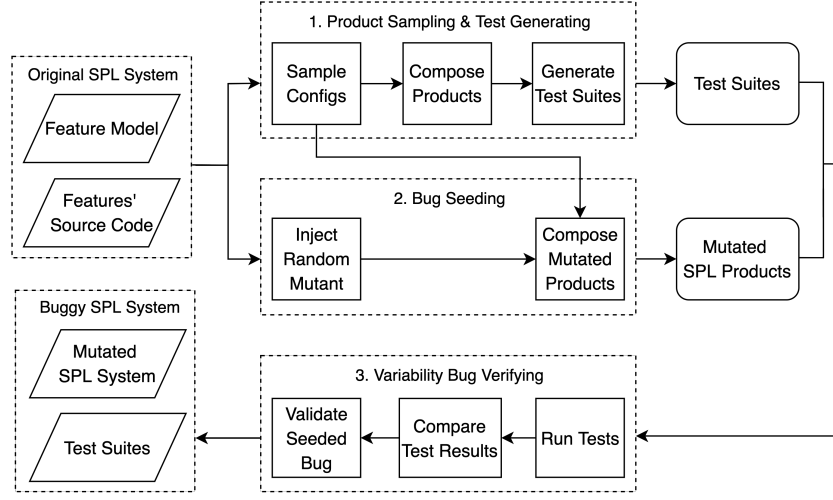 1. Product Sampling & Test Generating
Original SPL System
Feature Model
Features'
Source Code
Sample
Configs
Compose
Products
Generate
Test Suites
Test Suites
2. Bug Seeding
Inject
Random
Mutant
Compose
Mutated
Products
Mutated
SPL Products
Buggy SPL System
Mutated
SPL System
Test Suites
3. Variability Bug Verifying
Validate
Seeded
Bug
Compare
Test Results
Run Tests